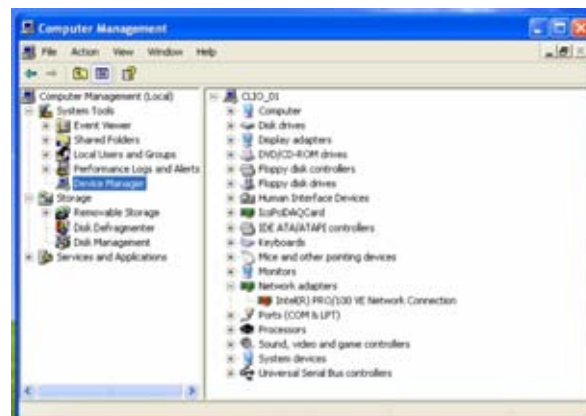 Computer Management
File Action View Window Help
Computer Management (Local)
System Tools
Event Viewer
Shared Folders
Local Users and Groups
Performance Logs and Alerts
Device Manager
Storage
Removable Storage
Disk Defragmenter
Disk Management
Services and Applications
CLIO_01
Computer
Disk drives
Display adapters
DVD/CD-ROM drives
Floppy disk controllers
Floppy disk drives
Human Interface Devices
IDE ATA/ATAPI controllers
Keyboards
Mice and other pointing devices
Monitors
Network adapters
Intel(R) PRO/100 VE Network Connection
Ports (COM & LPT)
Processors
Sound, video and game controllers
System devices
Universal Serial Bus controllers